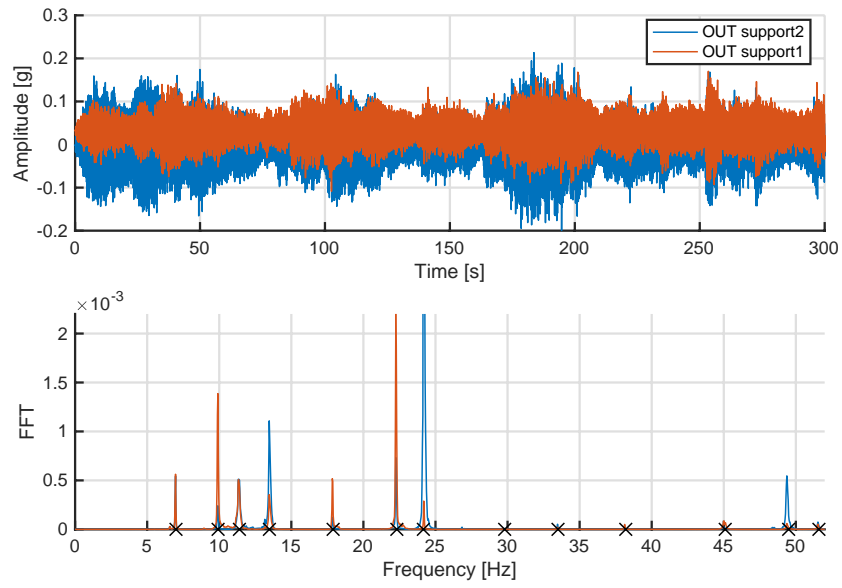 0.3
OUT support2
OUT support1
0.2
0.1
0
-0.1
-0.2
Amplitude [g]
0 50 100 150 200 250 300
Time [s]
×10-3
2
1.5
1
0.5
0
FFT
0 5 10 15 20 25 30 35 40 45 50
Frequency [Hz]